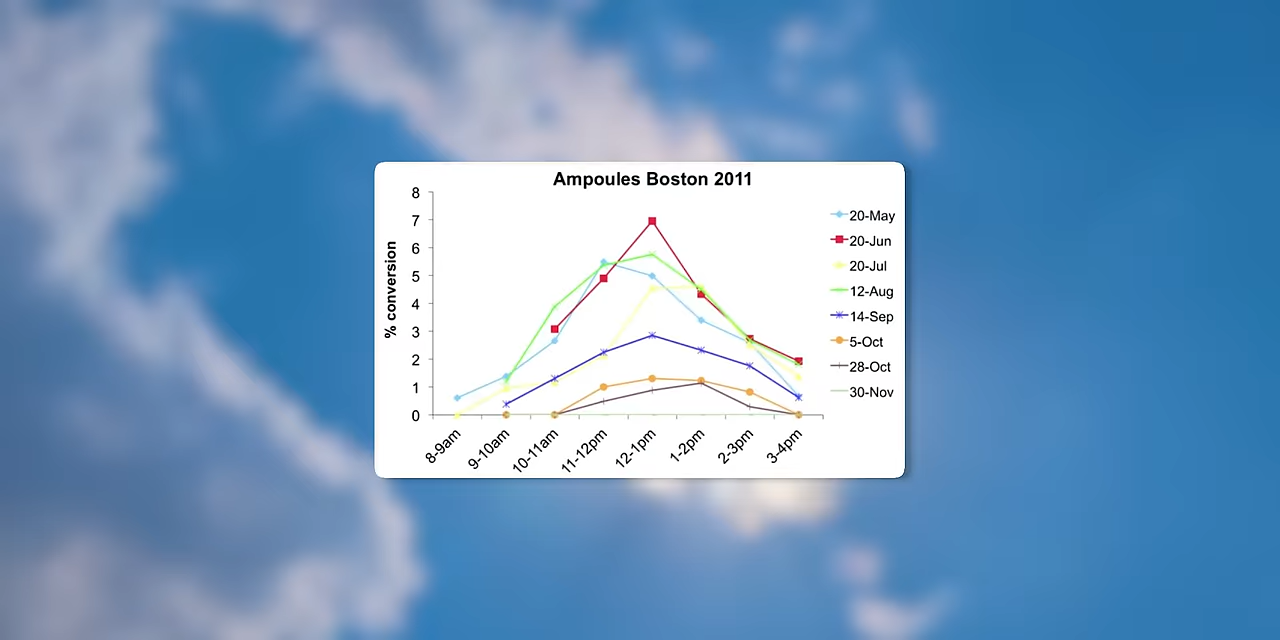 Ampoules Boston 2011
% conversion
8
7
6
5
4
3
2
1
0
8-9am
9-10am
10-11am
11-12pm
12-1pm
1-2pm
2-3pm
3-4pm
20-May
20-Jun
20-Jul
12-Aug
14-Sep
5-Oct
28-Oct
30-Nov